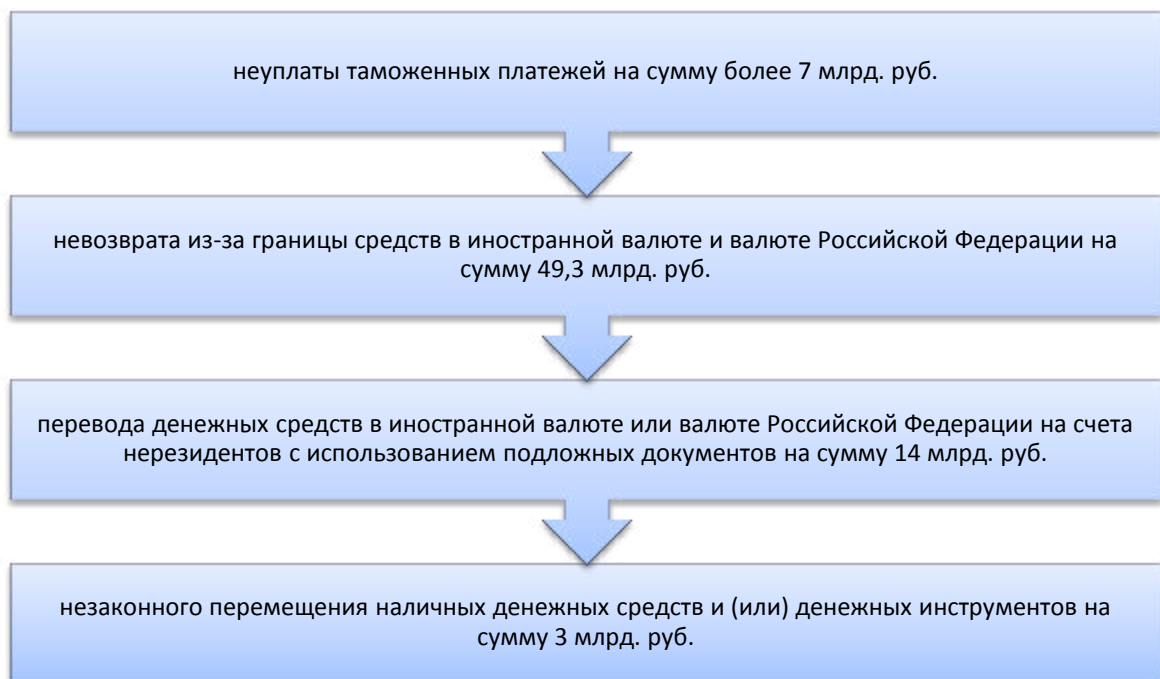 неуплаты таможенных платежей на сумму более 7 млрд. руб.
невозврата из-за границы средств в иностранной валюте и валюте Российской Федерации на
сумму 49,3 млрд. руб.
перевода денежных средств в иностранной валюте или валюте Российской Федерации на счета
нерезидентов с использованием подложных документов на сумму 14 млрд. руб.
незаконного перемещения наличных денежных средств и (или) денежных инструментов на
сумму 3 млрд. руб.